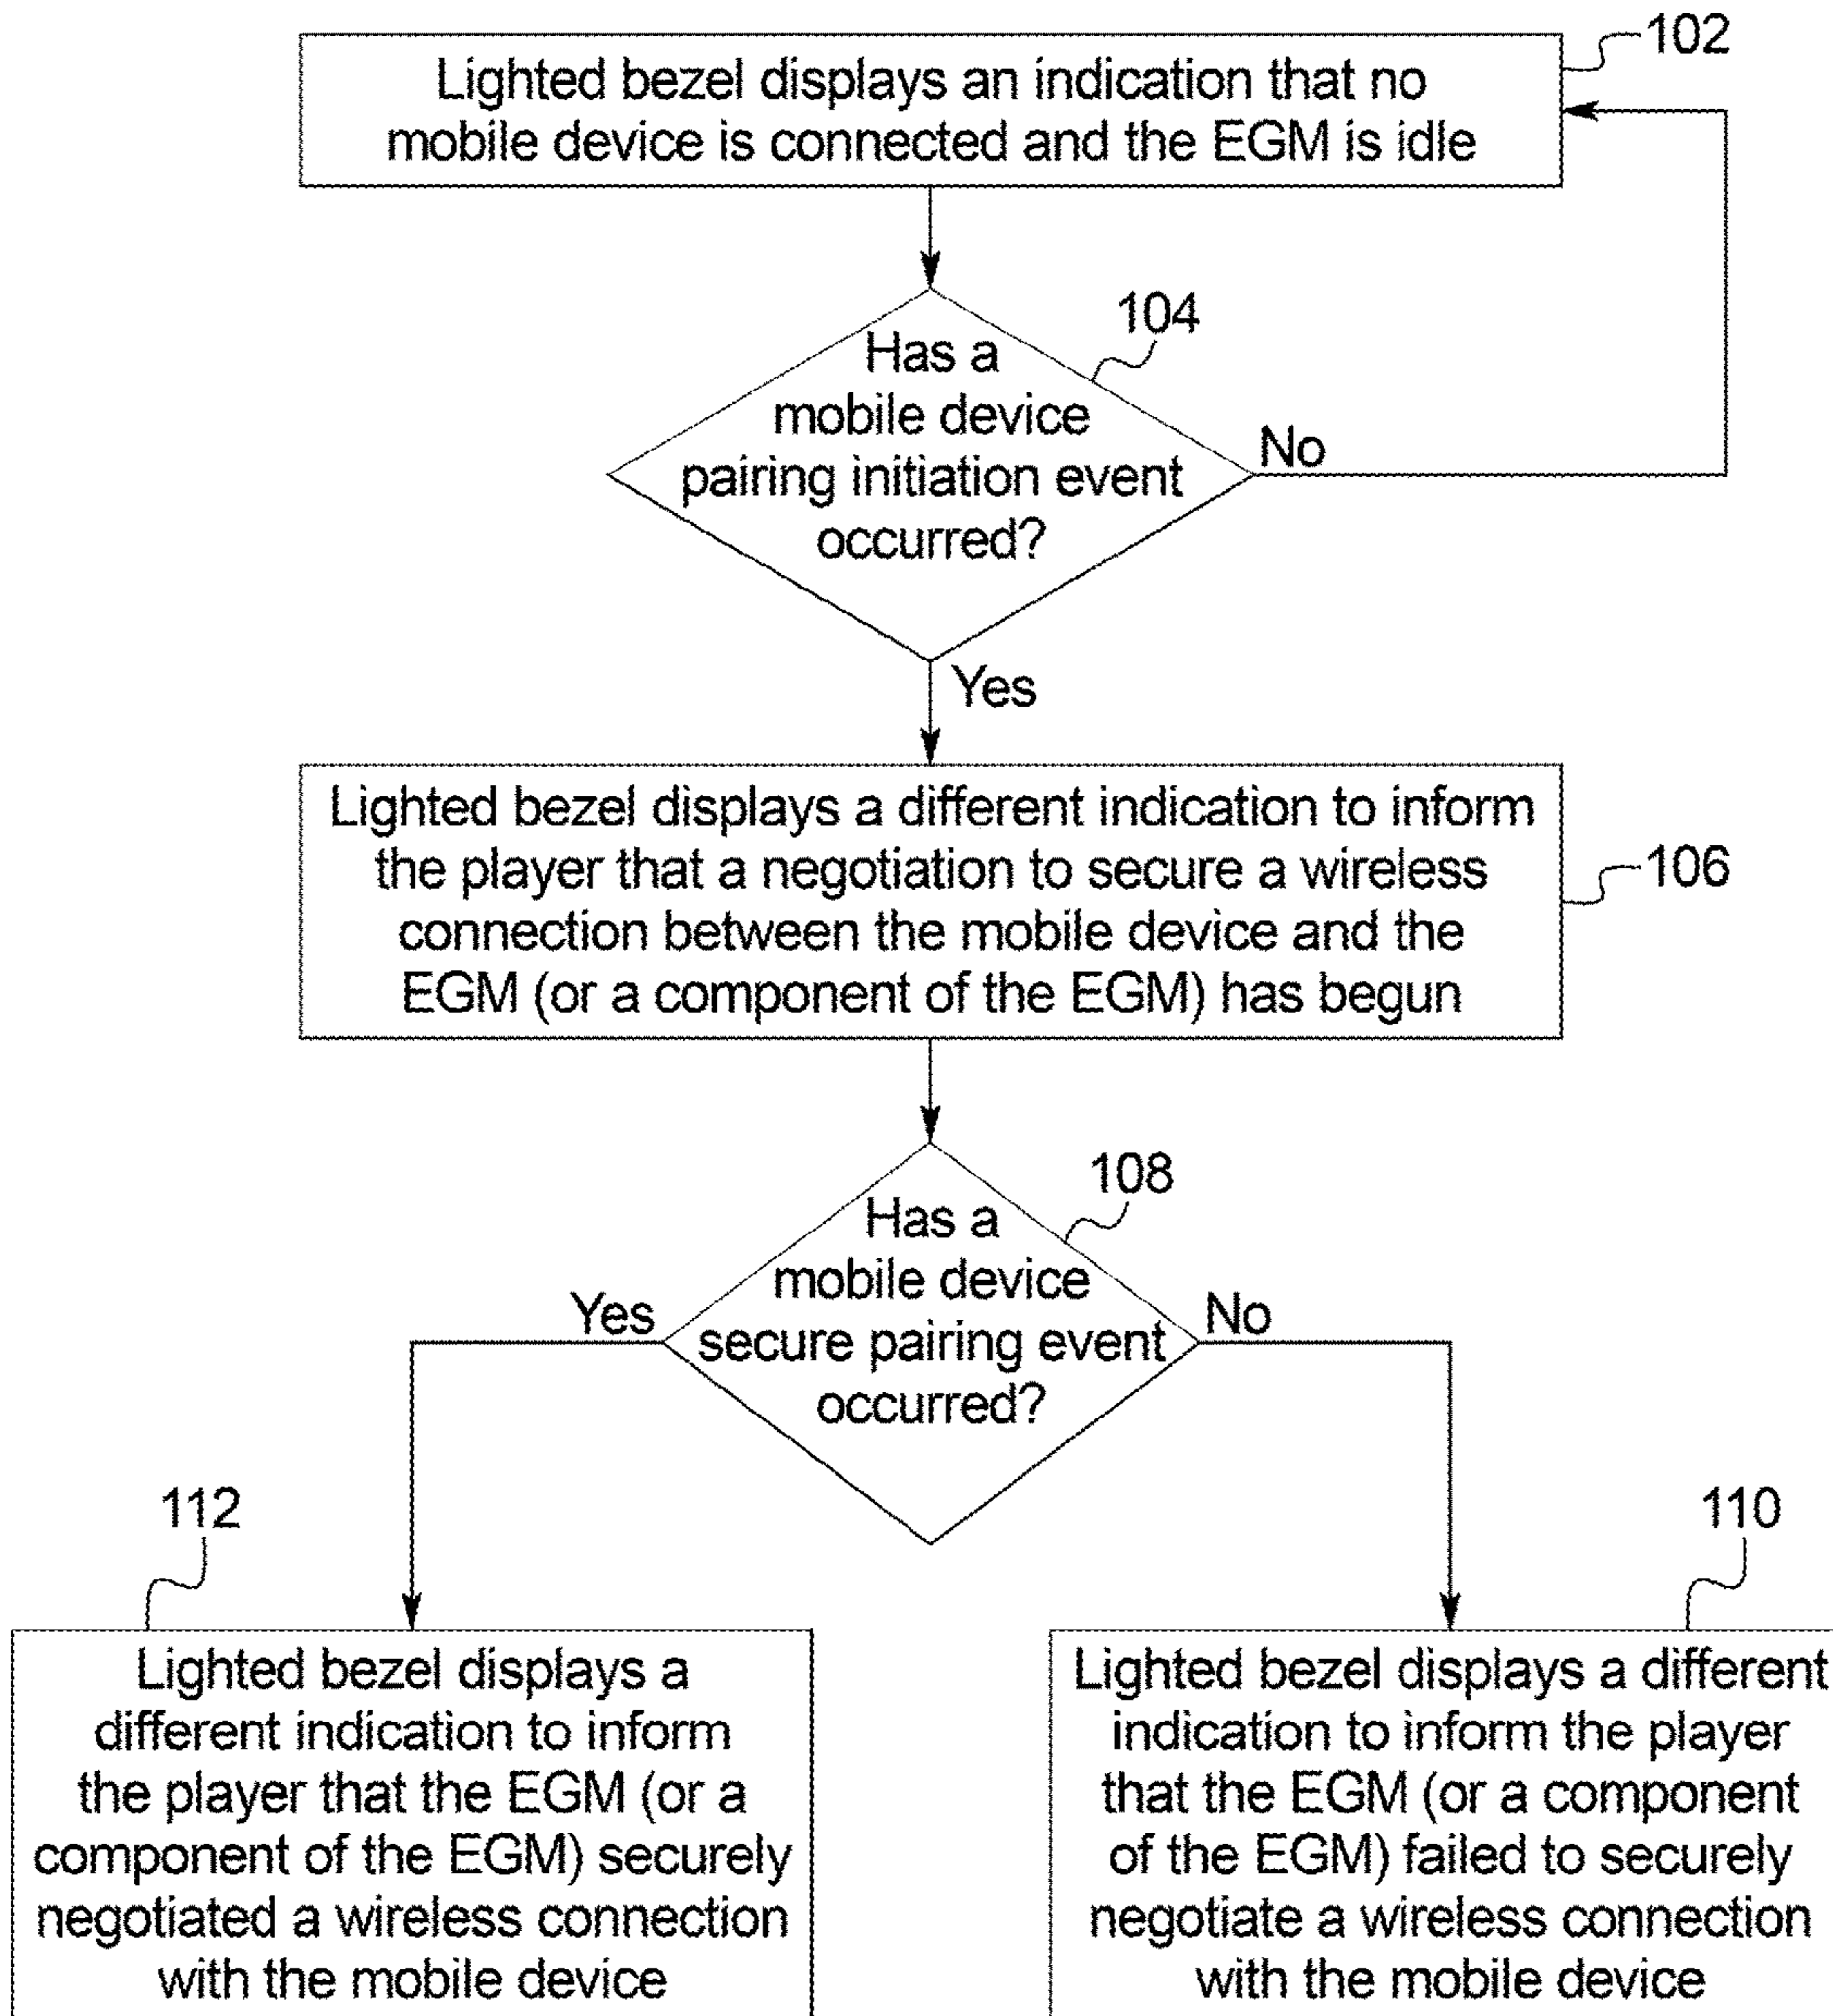 102
Lighted bezel displays an indication that no
mobile device is connected and the EGM is idle
104
Has a
mobile device
pairing initiation event
occurred?
No
Yes
Lighted bezel displays a different indication to inform
the player that a negotiation to secure a wireless
connection between the mobile device and the
EGM (or a component of the EGM) has begun
106
108
Has a
mobile device
secure pairing event
occurred?
Yes
No
112
110
Lighted bezel displays a
different indication to inform
the player that the EGM (or a
component of the EGM) securely
negotiated a wireless connection
with the mobile device
Lighted bezel displays a different
indication to inform the player
that the EGM (or a component
of the EGM) failed to securely
negotiate a wireless connection
with the mobile device